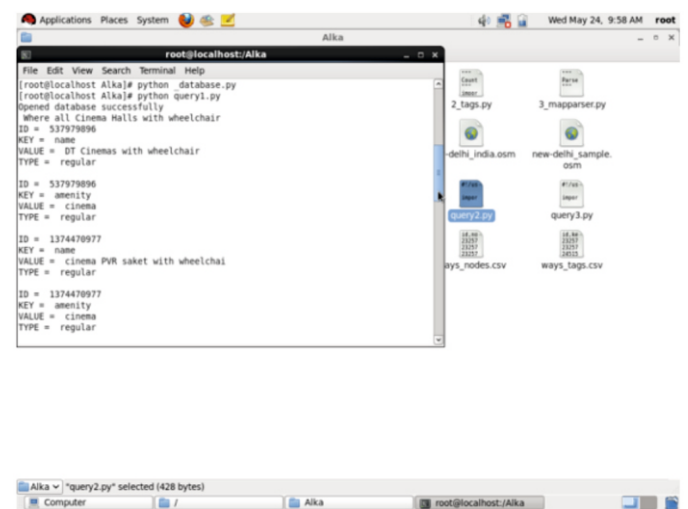 Applications Places System Wed May 24, 9:58 AM root
Alka
root@localhost:/Alka
File Edit View Search Terminal Help
[root@localhost Alka]# python _database.py
[root@localhost Alka]# python query1.py
Opened database successfully
Where all Cinema Halls with wheelchair
ID = 537979896
KEY = name
VALUE = DT Cinemas with wheelchair
TYPE = regular
ID = 537979896
KEY = amenity
VALUE = cinema
TYPE = regular
ID = 1374470977
KEY = name
VALUE = cinema PVR saket with wheelchai
TYPE = regular
ID = 1374470977
KEY = amenity
VALUE = cinema
TYPE = regular
2_tags.py 3_mapparser.py
-delhi_india.osm new-delhi_sample.
osm
query2.py query3.py
ays_nodes.csv ways_tags.csv
Alka "query2.py" selected (428 bytes)
Computer / Alka root@localhost:/Alka